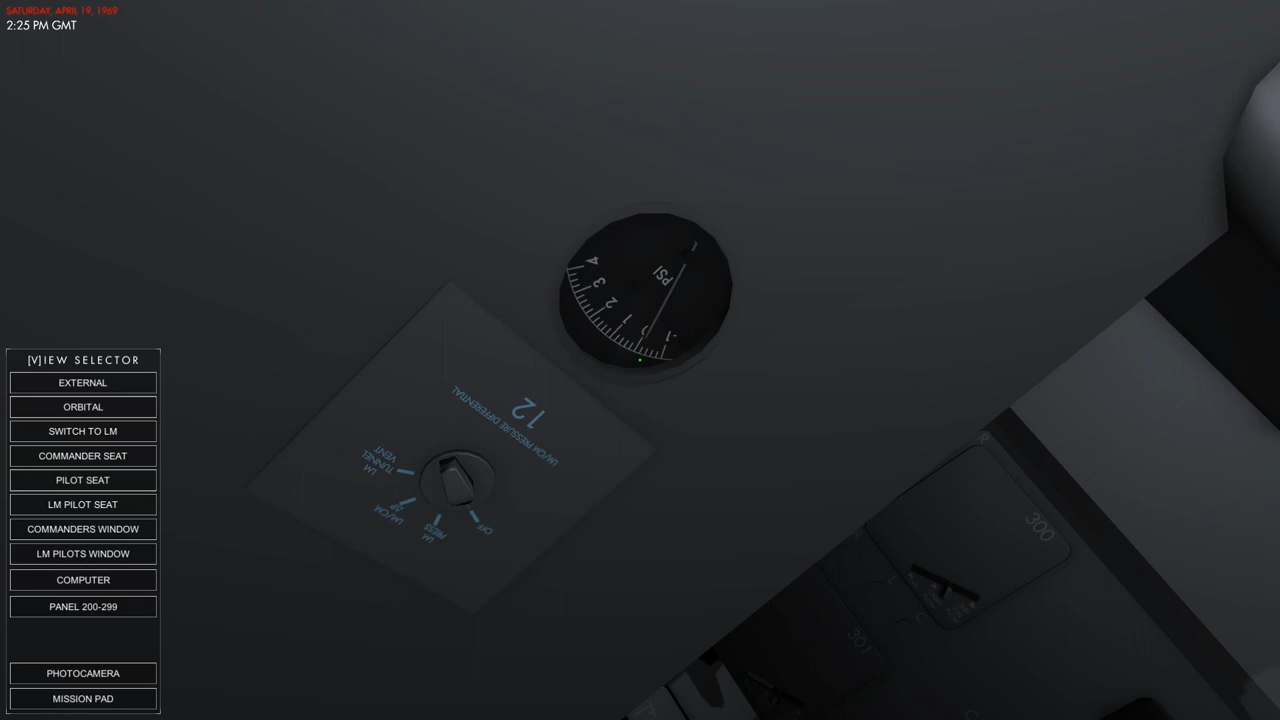 SATURDAY, APRIL 19, 1969
2:25 PM GMT
[V]IEW SELECTOR
EXTERNAL
ORBITAL
SWITCH TO LM
COMMANDER SEAT
PILOT SEAT
LM PILOT SEAT
COMMANDERS WINDOW
LM PILOTS WINDOW
COMPUTER
PANEL 200-299
PHOTOCAMERA
MISSION PAD
PSI
4
3
2
1
0
-1
12
LM/CM PRESSURE DIFFERENTIAL
LM
TUNNEL
VENT
LM/CM
ΔP
LM
PRESS
OFF
300
301